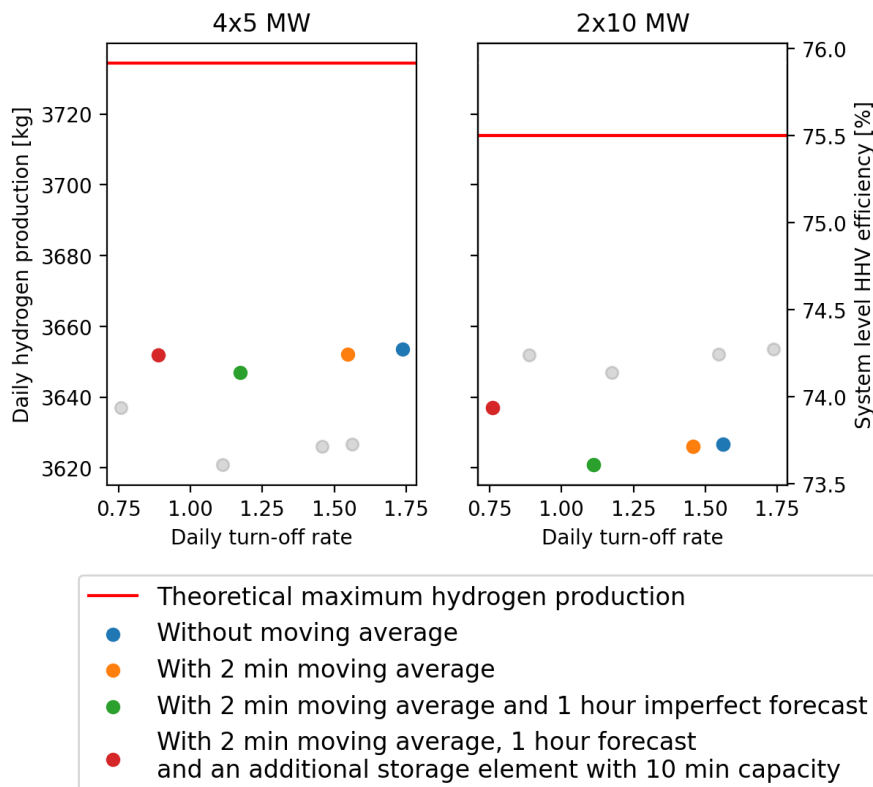 4x5 MW
2x10 MW
Daily hydrogen production [kg]
3720
3700
3680
3660
3640
3620
0.75 1.00 1.25 1.50 1.75
Daily turn-off rate
76.0
75.5
75.0
74.5
74.0
73.5
System level HHV efficiency [%]
0.75 1.00 1.25 1.50 1.75
Daily turn-off rate
Theoretical maximum hydrogen production
Without moving average
With 2 min moving average
With 2 min moving average and 1 hour imperfect forecast
With 2 min moving average, 1 hour forecast
and an additional storage element with 10 min capacity